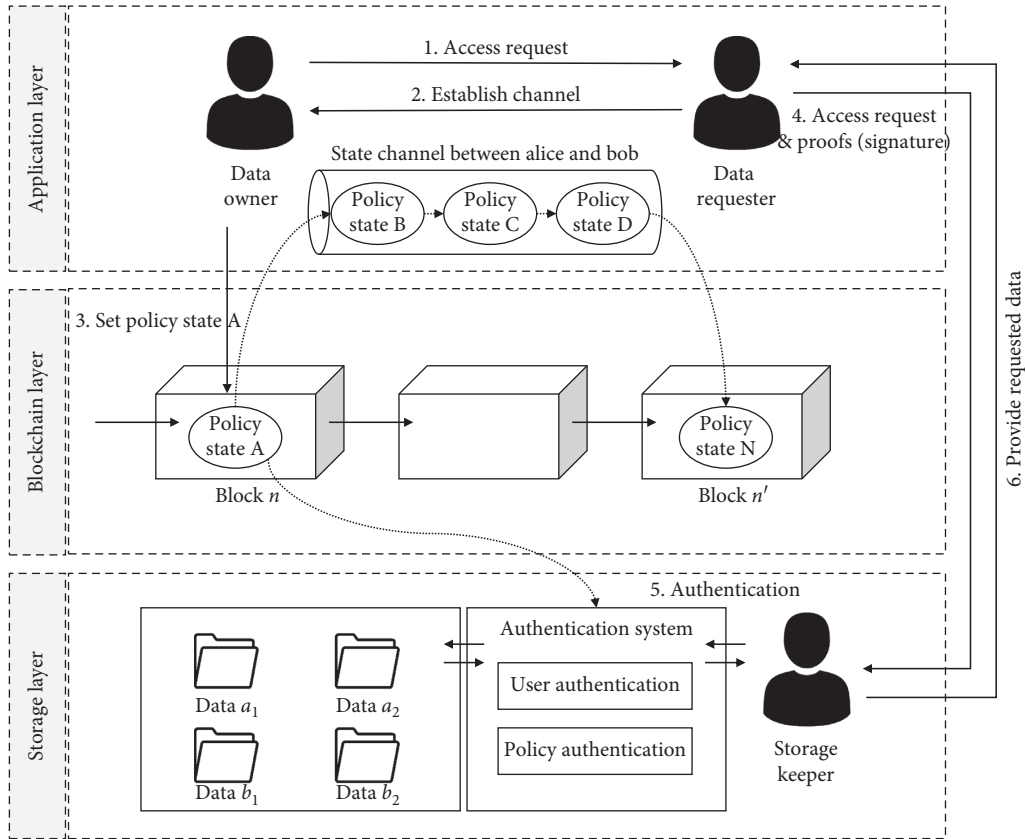 Application layer
1. Access request
2. Establish channel
4. Access request
& proofs (signature)
State channel between alice and bob
Data
owner
Data
requester
Policy
state B
Policy
state C
Policy
state D
6. Provide requested data
Blockchain layer
3. Set policy state A
Policy
state A
Policy
state N
Block n
Block n′
Storage layer
5. Authentication
Authentication system
User authentication
Policy authentication
Data a₁
Data a₂
Data b₁
Data b₂
Storage
keeper